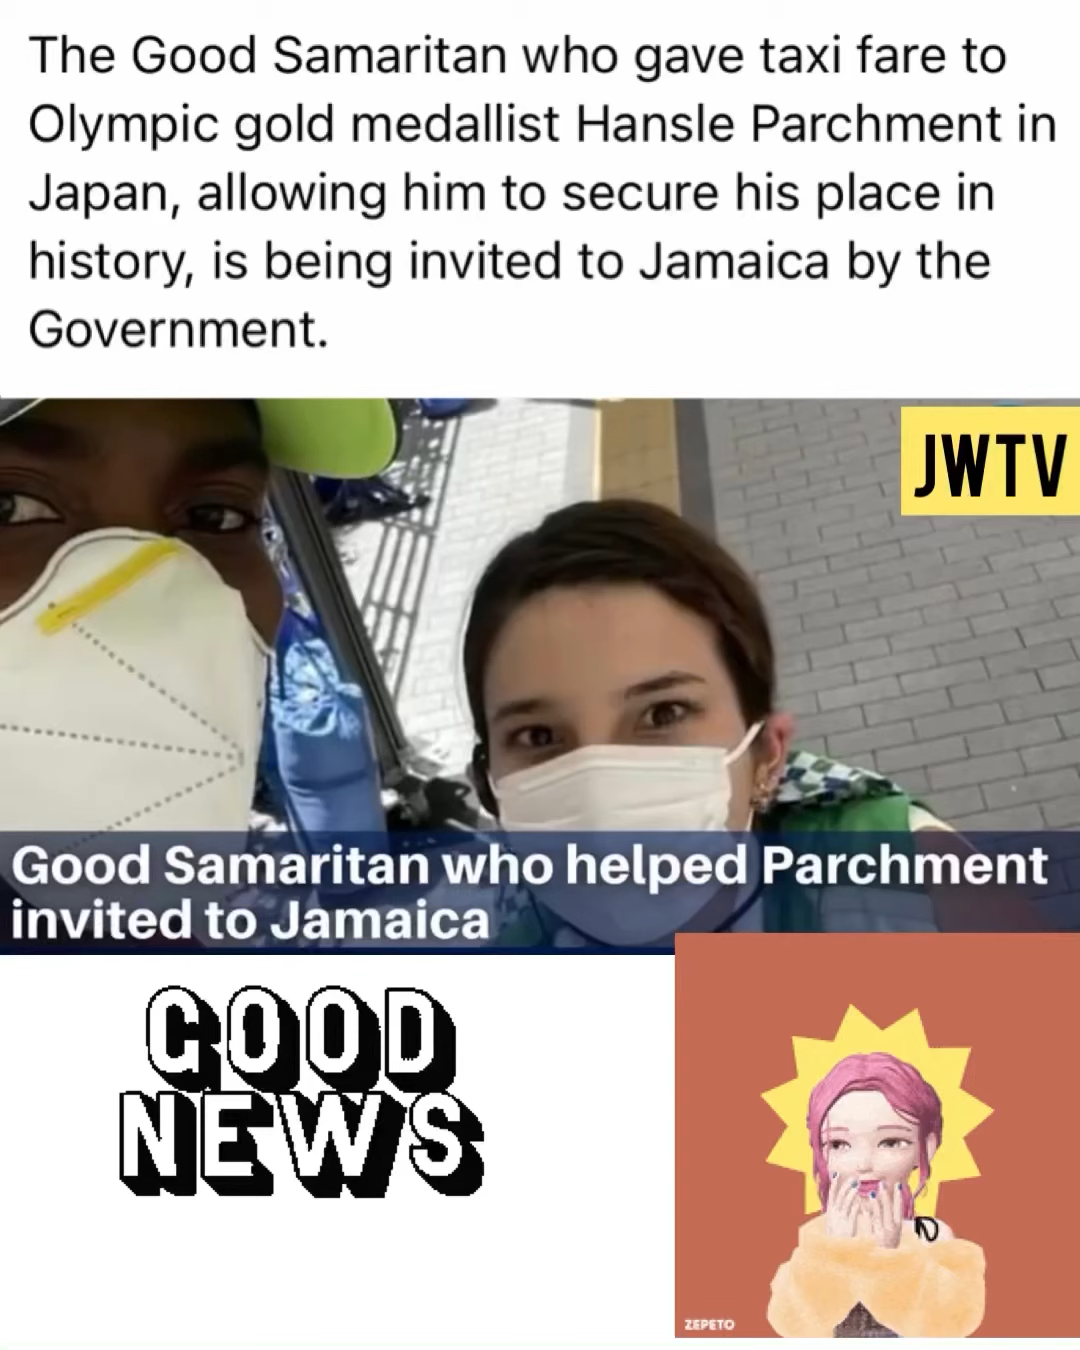 The Good Samaritan who gave taxi fare to
Olympic gold medallist Hansle Parchment in
Japan, allowing him to secure his place in
history, is being invited to Jamaica by the
Government.
JWTV
Good Samaritan who helped Parchment
invited to Jamaica
GOOD
NEWS
ZEPETO